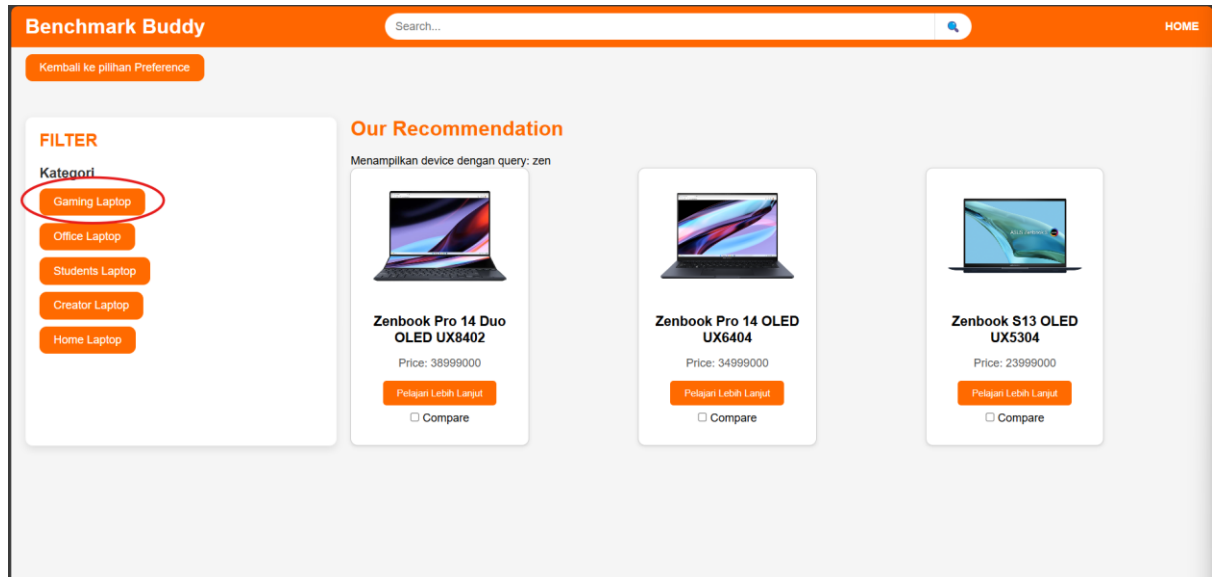 Benchmark Buddy
Search...
HOME
Kembali ke pilihan Preference
FILTER
Kategori
Gaming Laptop
Office Laptop
Students Laptop
Creator Laptop
Home Laptop
Our Recommendation
Menampilkan device dengan query: zen
Zenbook Pro 14 Duo
OLED UX8402
Price: 38999000
Pelajari Lebih Lanjut
Compare
Zenbook Pro 14 OLED
UX6404
Price: 34999000
Pelajari Lebih Lanjut
Compare
Zenbook S13 OLED
UX5304
Price: 23999000
Pelajari Lebih Lanjut
Compare